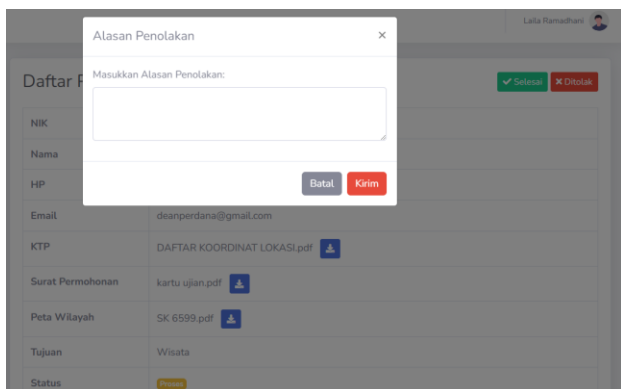 Laila Ramadhani
Alasan Penolakan ×
Masukkan Alasan Penolakan:
Batal Kirim
Daftar
Selesai Ditolak
NIK
Nama
HP
Email deanperdana@gmail.com
KTP DAFTAR KOORDINAT LOKASI.pdf
Surat Permohonan kartu ujian.pdf
Peta Wilayah SK 6599.pdf
Tujuan Wisata
Status Proses